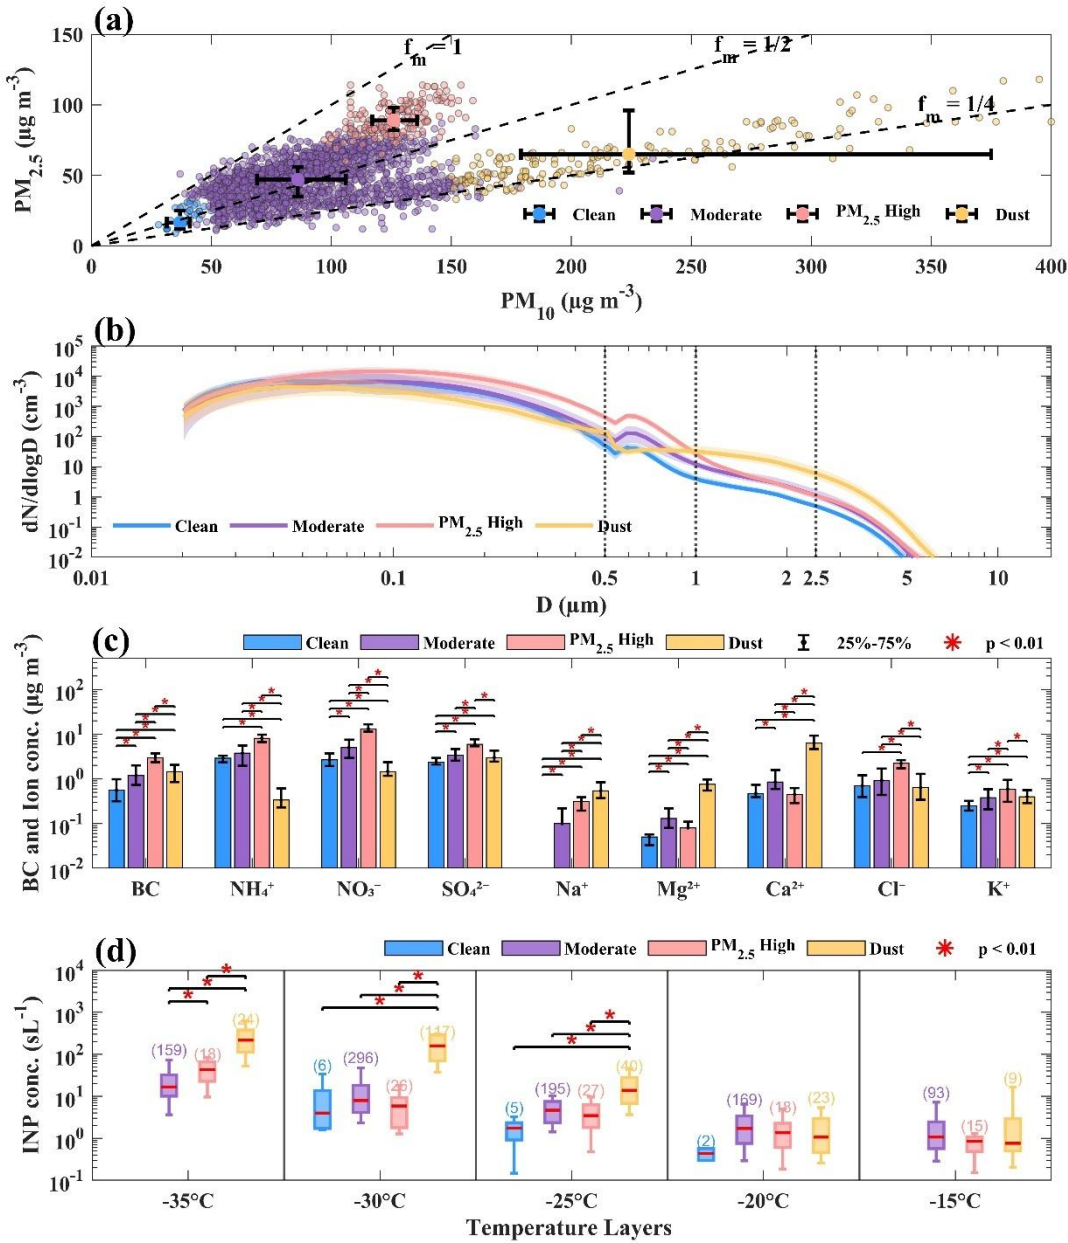 (a)
f_m = 1
f_m = 1/2
f_m = 1/4
PM2.5 (μg m-3)
150
100
50
0
Clean
Moderate
PM2.5 High
Dust
0 50 100 150 200 250 300 350 400
PM10 (μg m-3)
(b)
dN/dlogD (cm-3)
10^5
10^4
10^3
10^2
10
1
10^-1
10^-2
Clean
Moderate
PM2.5 High
Dust
0.01 0.1 0.5 1 2 2.5 5 10
D (μm)
(c)
Clean
Moderate
PM2.5 High
Dust
25%-75%
p < 0.01
BC and Ion conc. (μg m-3)
10^2
10^1
10^0
10^-1
10^-2
BC NH₄⁺ NO₃⁻ SO₄²⁻ Na⁺ Mg²⁺ Ca²⁺ Cl⁻ K⁺
(d)
Clean
Moderate
PM2.5 High
Dust
p < 0.01
INP conc. (sL-1)
10^4
10^3
10^2
10^1
10^0
10^-1
(159) (18) (24)
(6) (296) (26) (117)
(5) (195) (27) (40)
(2) (169) (18) (23)
(93) (15) (9)
-35°C -30°C -25°C -20°C -15°C
Temperature Layers